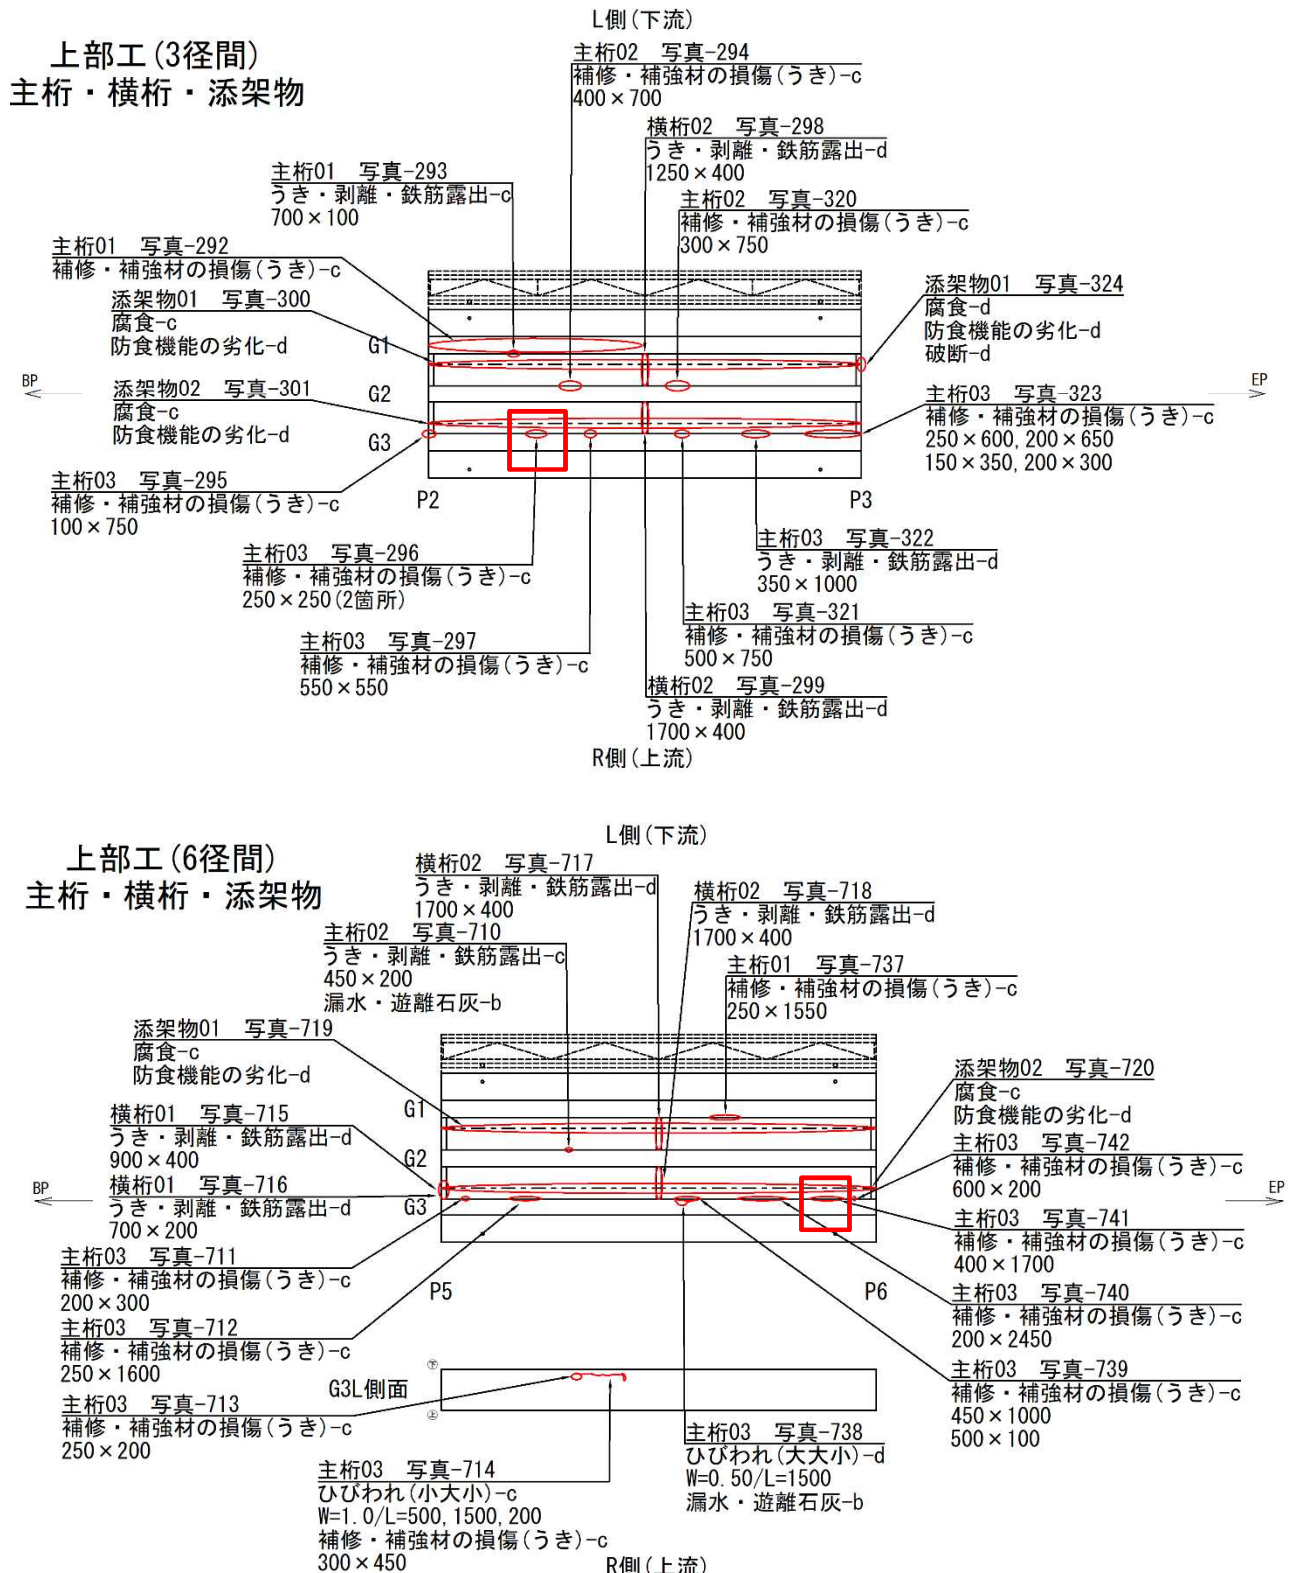 上部工(3径間)
主桁・横桁・添架物
L側(下流)
主桁02 写真-294
補修・補強材の損傷(うき)-c
400×700
横桁02 写真-298
うき・剥離・鉄筋露出-d
1250×400
主桁01 写真-293
うき・剥離・鉄筋露出-c
700×100
主桁02 写真-320
補修・補強材の損傷(うき)-c
300×750
主桁01 写真-292
補修・補強材の損傷(うき)-c
添架物01 写真-300
腐食-c
防食機能の劣化-d
添架物01 写真-324
腐食-d
防食機能の劣化-d
破断-d
G1
BP
添架物02 写真-301
腐食-c
防食機能の劣化-d
G2
EP
主桁03 写真-323
補修・補強材の損傷(うき)-c
250×600,200×650
150×350,200×300
G3
主桁03 写真-295
補修・補強材の損傷(うき)-c
100×750
P2
P3
主桁03 写真-296
補修・補強材の損傷(うき)-c
250×250(2箇所)
主桁03 写真-322
うき・剥離・鉄筋露出-d
350×1000
主桁03 写真-297
補修・補強材の損傷(うき)-c
550×550
主桁03 写真-321
補修・補強材の損傷(うき)-c
500×750
横桁02 写真-299
うき・剥離・鉄筋露出-d
1700×400
R側(上流)
上部工(6径間)
主桁・横桁・添架物
L側(下流)
横桁02 写真-717
うき・剥離・鉄筋露出-d
1700×400
横桁02 写真-718
うき・剥離・鉄筋露出-d
1700×400
主桁02 写真-710
うき・剥離・鉄筋露出-c
450×200
漏水・遊離石灰-b
主桁01 写真-737
補修・補強材の損傷(うき)-c
250×1550
添架物01 写真-719
腐食-c
防食機能の劣化-d
添架物02 写真-720
腐食-c
防食機能の劣化-d
横桁01 写真-715
うき・剥離・鉄筋露出-d
900×400
G1
G2
主桁03 写真-742
補修・補強材の損傷(うき)-c
600×200
BP
横桁01 写真-716
うき・剥離・鉄筋露出-d
700×200
G3
EP
主桁03 写真-741
補修・補強材の損傷(うき)-c
400×1700
主桁03 写真-711
補修・補強材の損傷(うき)-c
200×300
P5
P6
主桁03 写真-740
補修・補強材の損傷(うき)-c
200×2450
主桁03 写真-712
補修・補強材の損傷(うき)-c
250×1600
主桁03 写真-739
補修・補強材の損傷(うき)-c
450×1000
500×100
下
G3L側面
上
主桁03 写真-713
補修・補強材の損傷(うき)-c
250×200
主桁03 写真-738
ひびわれ(大大小)-d
W=0.50/L=1500
漏水・遊離石灰-b
主桁03 写真-714
ひびわれ(小大小)-c
W=1.0/L=500,1500,200
補修・補強材の損傷(うき)-c
300×450
R側(上流)